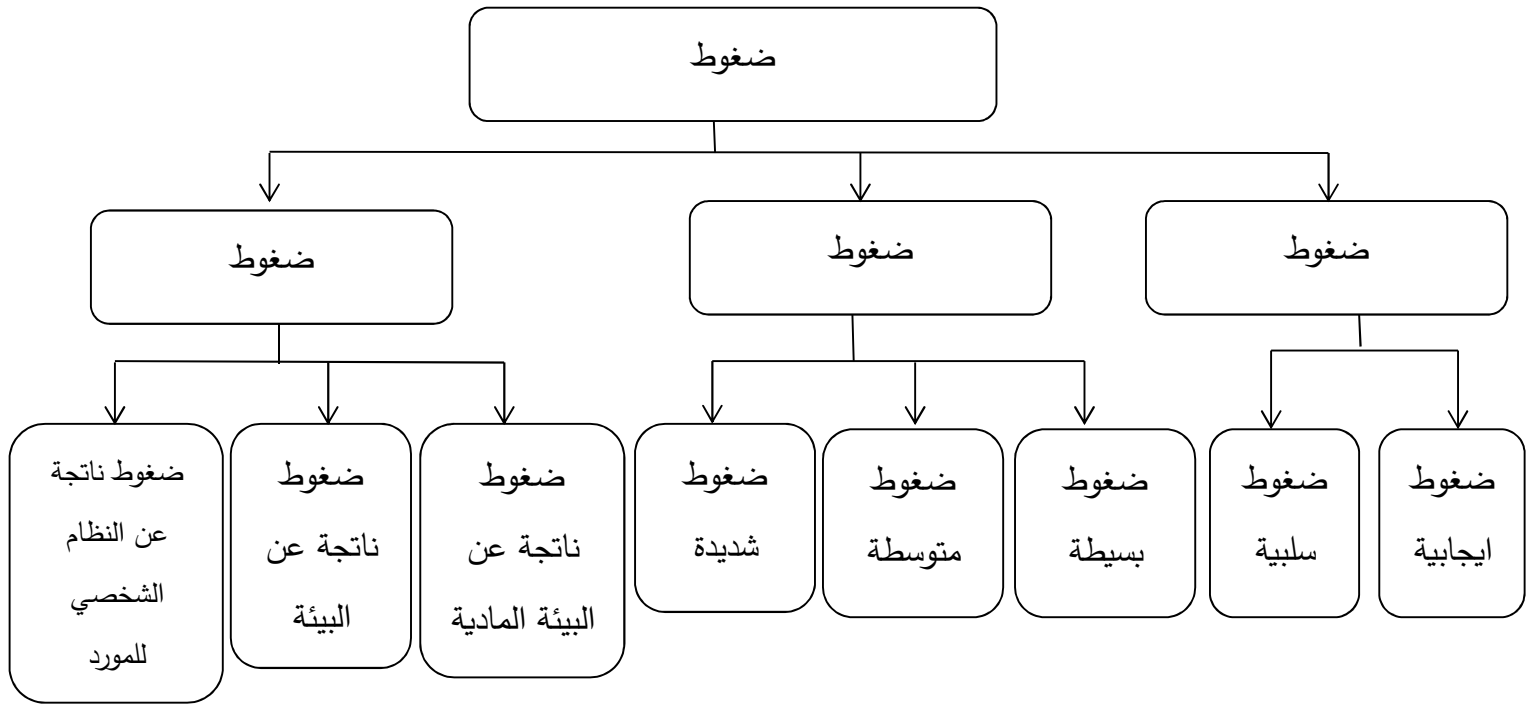 ضغوط
ضغوط
ضغوط
ضغوط
ضغوط
ايجابية
ضغوط
سلبية
ضغوط
بسيطة
ضغوط
متوسطة
ضغوط
شديدة
ضغوط
ناتجة عن
البيئة المادية
ضغوط
ناتجة عن
البيئة
ضغوط ناتجة
عن النظام
الشخصي
للمورد